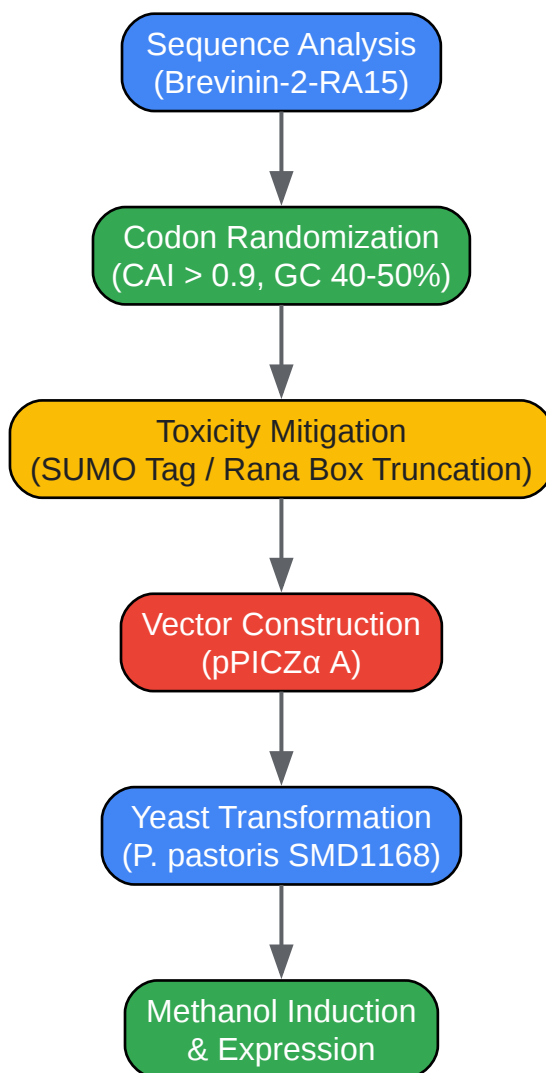 Sequence Analysis
(Brevinin-2-RA15)
Codon Randomization
(CAI > 0.9, GC 40-50%)
Toxicity Mitigation
(SUMO Tag / Rana Box Truncation)
Vector Construction
(pPICZα A)
Yeast Transformation
(P. pastoris SMD1168)
Methanol Induction
& Expression